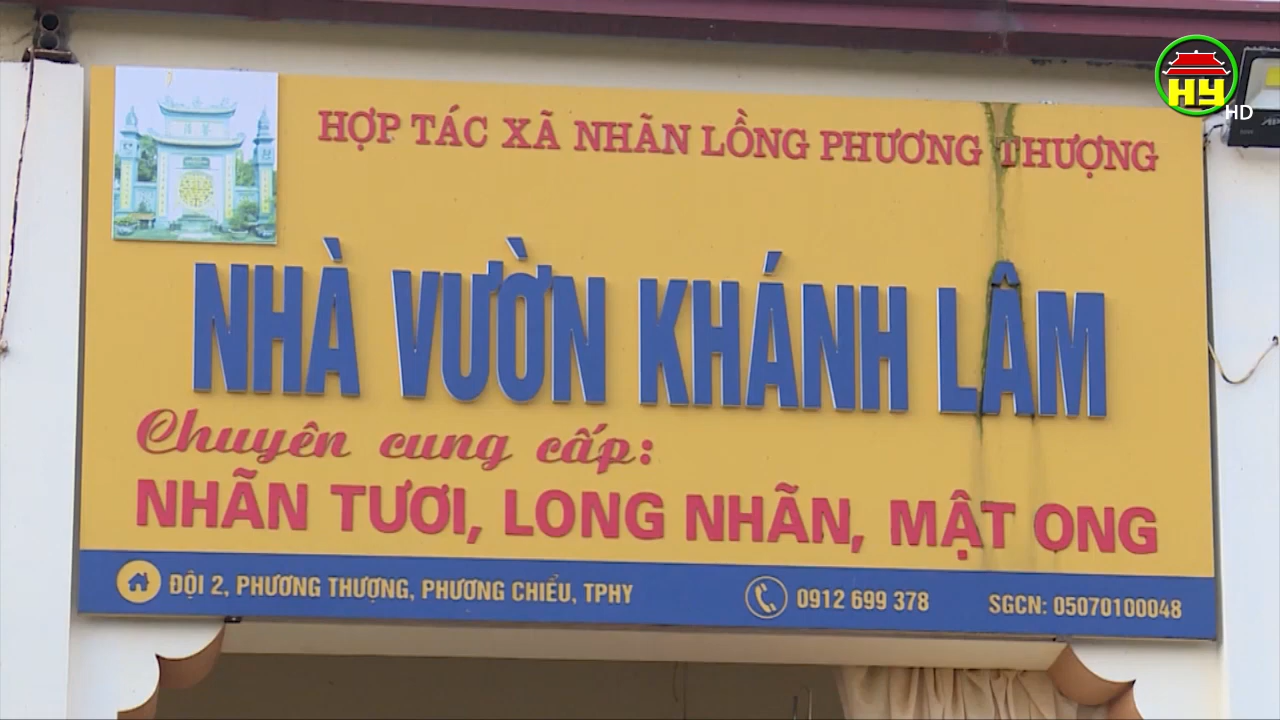 HY
HD
HỢP TÁC XÃ NHÃN LỒNG PHƯƠNG THƯỢNG
NHÀ VƯỜN KHÁNH LÂM
Chuyên cung cấp:
NHÃN TƯƠI, LONG NHÃN, MẬT ONG
ĐỘI 2, PHƯƠNG THƯỢNG, PHƯƠNG CHIỂU, TPHY 0912 699 378 SGCN: 05070100048